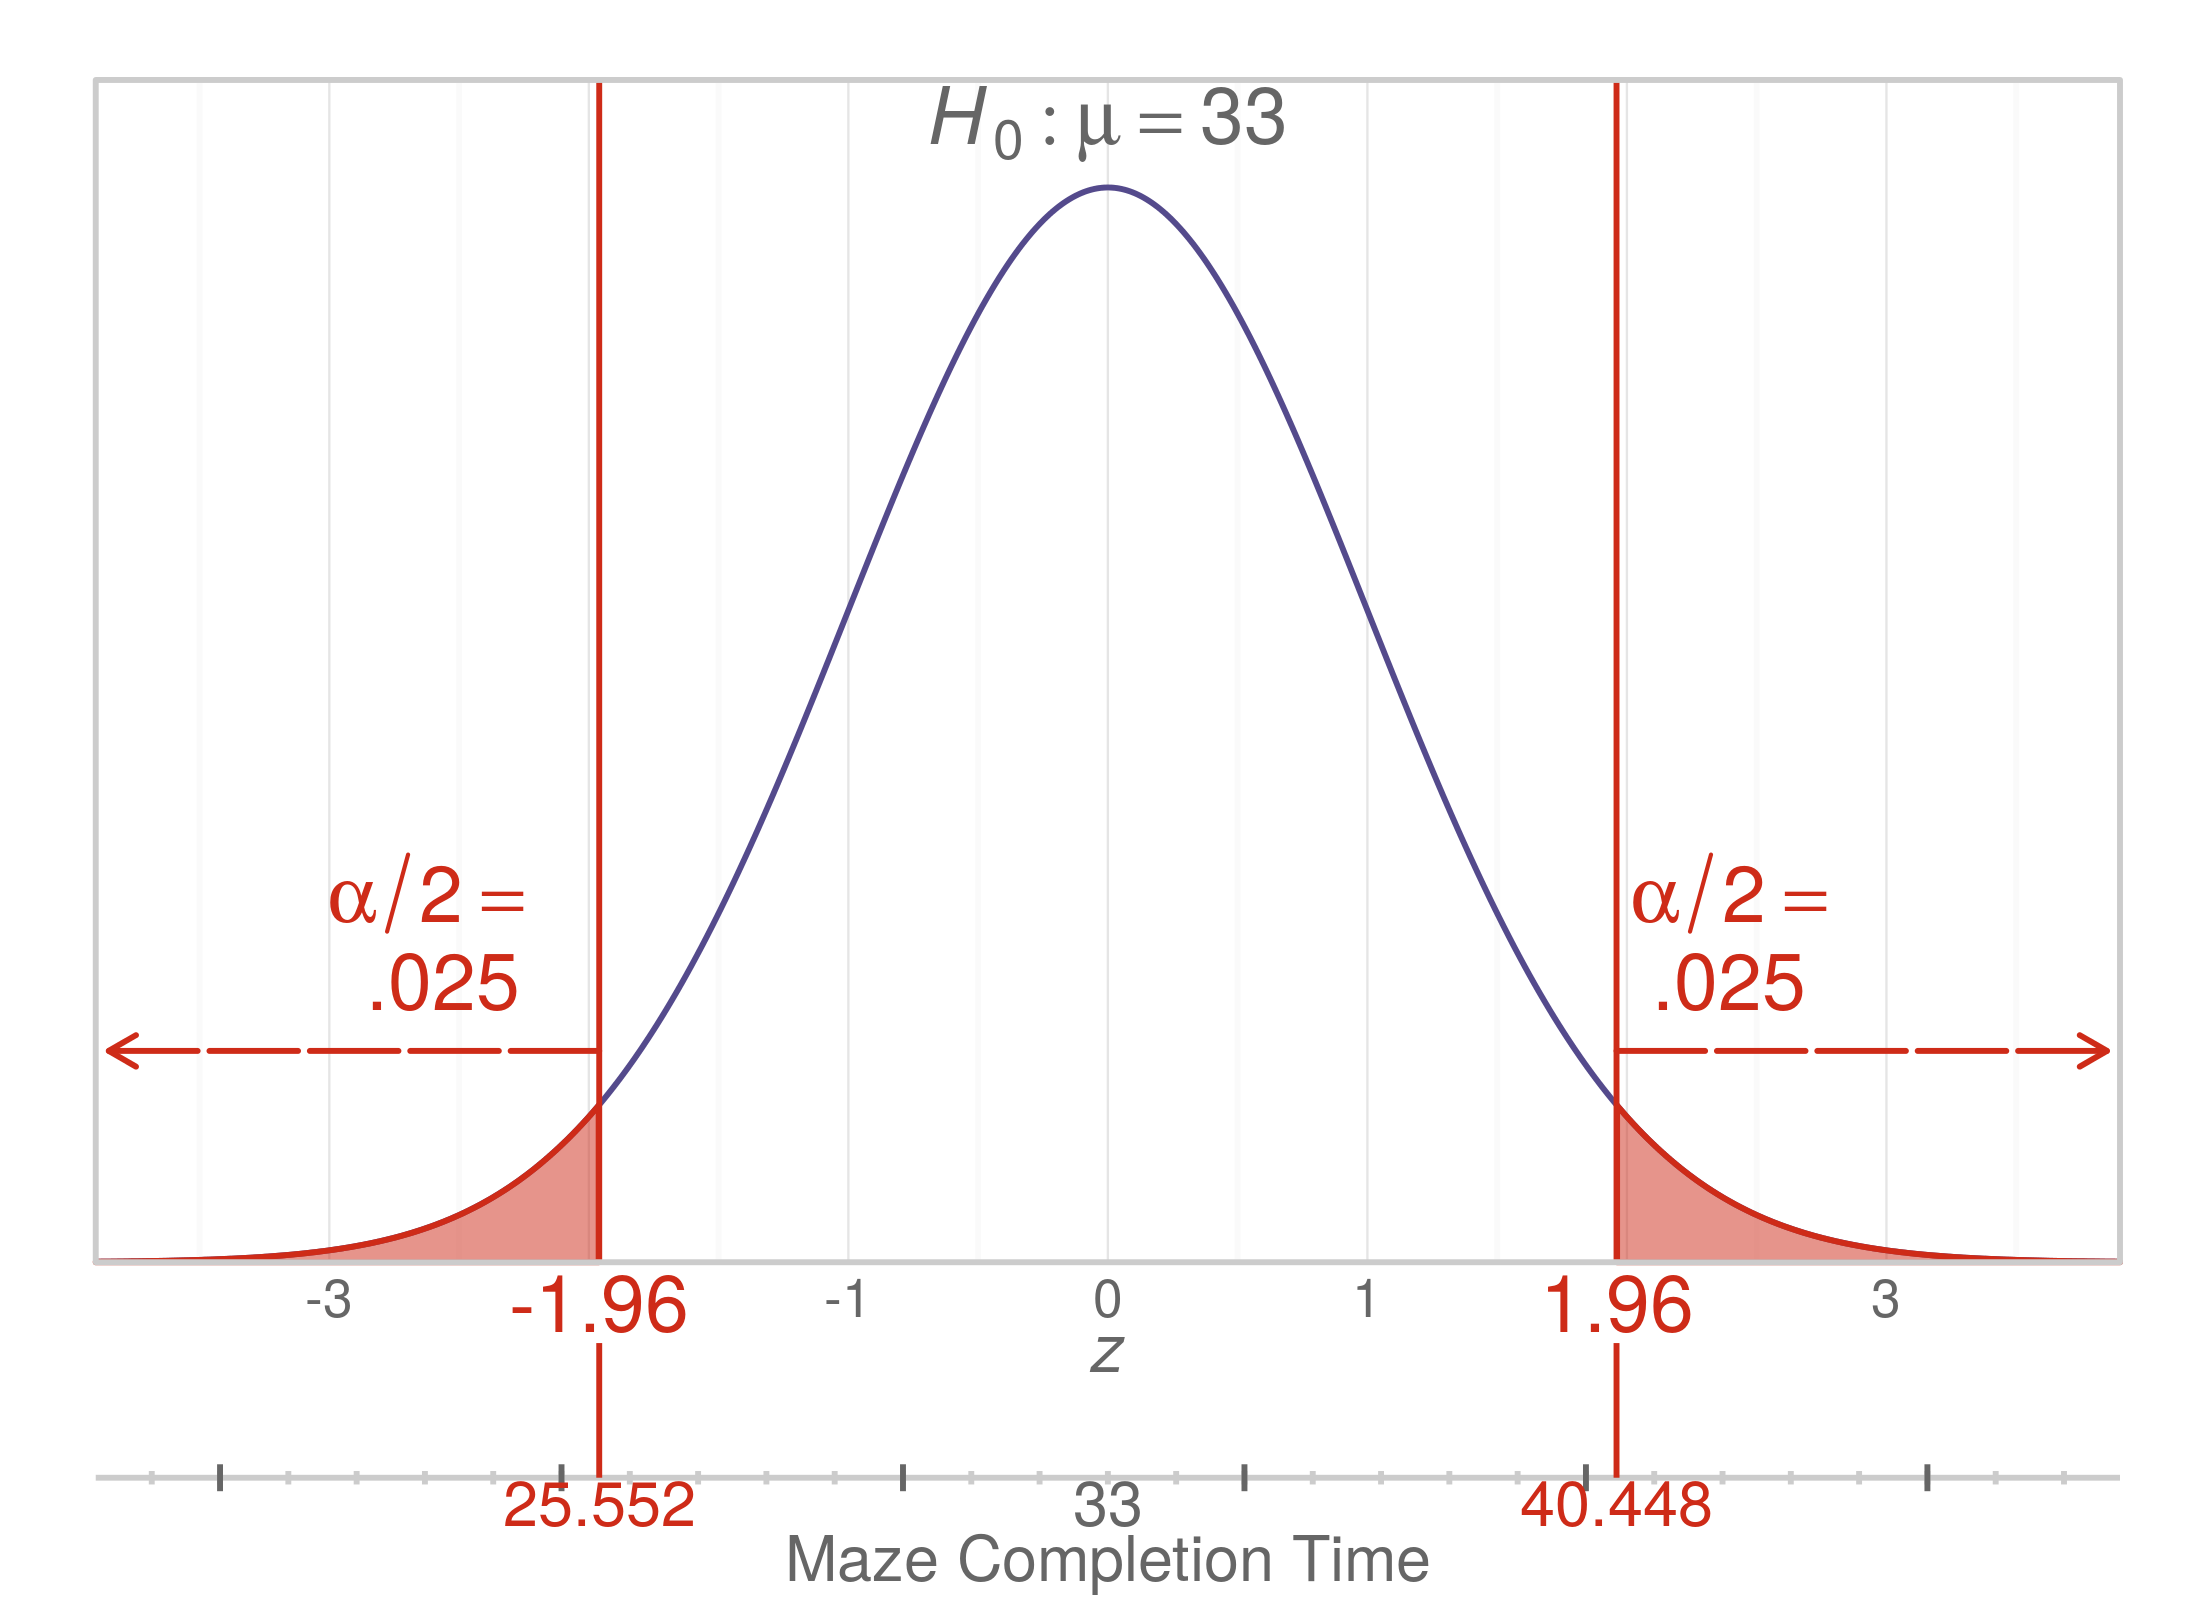 H0 : μ = 33
α/2 =
.025
α/2 =
.025
-3 -1.96 -1 0 1 1.96 3
z
25.552 33 40.448
Maze Completion Time